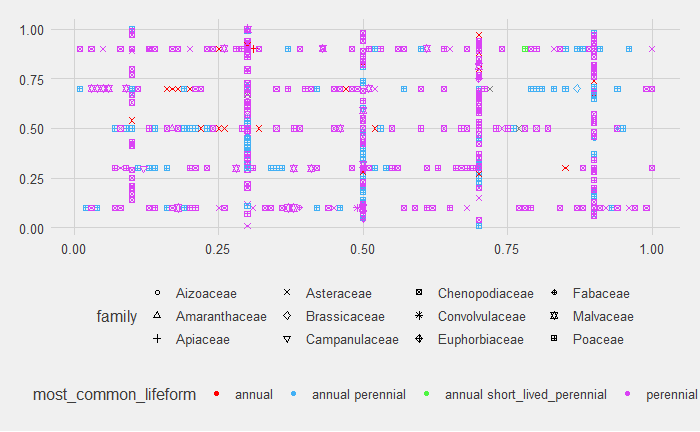 1.00
0.75
0.50
0.25
0.00
0.00 0.25 0.50 0.75 1.00
family
Aizoaceae Asteraceae Chenopodiaceae Fabaceae
Amaranthaceae Brassicaceae Convolvulaceae Malvaceae
Apiaceae Campanulaceae Euphorbiaceae Poaceae
most_common_lifeform annual annual perennial annual short_lived_perennial perennial